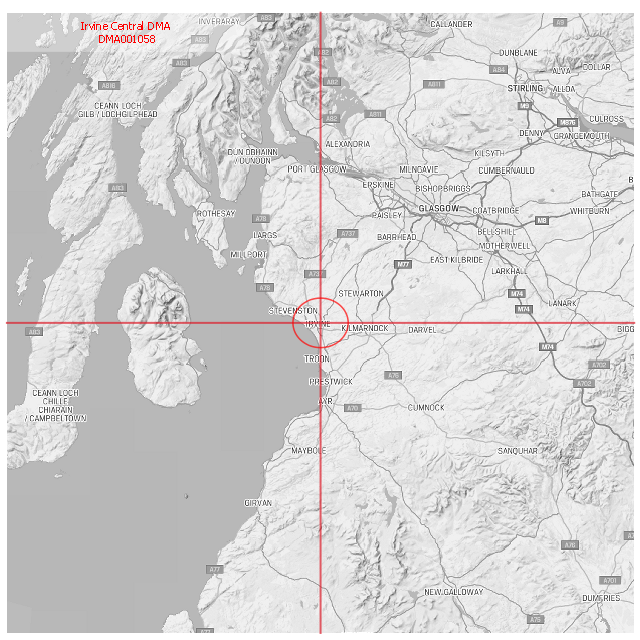 Irvine Central DMA
DMA001058
INVERARAY
A83
A83
A83
A82
CALLANDER
A9
DUNBLANE
A84
ALVA
DOLLAR
A816
A82
A811
STIRLING
ALLOA
CEANN LOCH
GILB / LOCHGILPHEAD
M9
A82
A811
CULROSS
M876
DENNY
GRANGEMOUTH
ALEXANDRIA
DUN OBHAINN
/ DUNOON
KILSYTH
PORT GLASGOW
MILNGAVIE
CUMBERNAULD
ERSKINE
BISHOPBRIGGS
A83
BATHGATE
B
GLASGOW
COATBRIDGE
WHITBURN
ROTHESAY
A78
PAISLEY
M8
BELLSHILL
LARGS
A737
BARRHEAD
MOTHERWELL
MILLPORT
EAST KILBRIDE
M77
LARKHALL
A78
STEWARTON
M74
LANARK
STEVENSTON
M74
IRVINE
KILMARNOCK
DARVEL
BIGG
A83
M74
TROON
A702
A76
PRESTWICK
A702
CEANN LOCH
CHILLE
CHIARAIN
/ CAMPBELTOWN
AYR
A70
CUMNOCK
MAYBOLE
SANQUHAR
GIRVAN
A76
A77
A701
NEW GALLOWAY
DUMFRIES
A75
A77